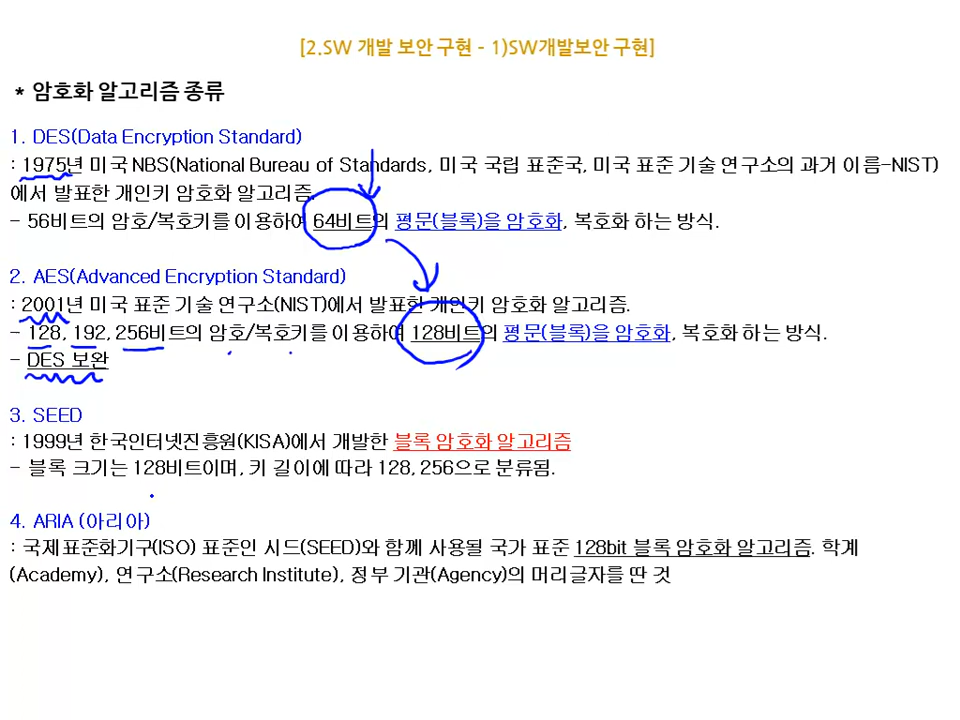 [2.SW 개발 보안 구현 - 1)SW개발보안 구현]
* 암호화 알고리즘 종류
1. DES(Data Encryption Standard)
: 1975년 미국 NBS(National Bureau of Standards, 미국 국립 표준국, 미국 표준 기술 연구소의 과거 이름-NIST)
에서 발표한 개인키 암호화 알고리즘.
- 56비트의 암호/복호키를 이용하여 64비트의 평문(블록)을 암호화, 복호화 하는 방식.
2. AES(Advanced Encryption Standard)
: 2001년 미국 표준 기술 연구소(NIST)에서 발표한 개인키 암호화 알고리즘.
- 128, 192, 256비트의 암호/복호키를 이용하여 128비트의 평문(블록)을 암호화, 복호화 하는 방식.
- DES 보완
3. SEED
: 1999년 한국인터넷진흥원(KISA)에서 개발한 블록 암호화 알고리즘
- 블록 크기는 128비트이며, 키 길이에 따라 128, 256으로 분류됨.
4. ARIA (아리아)
: 국제표준화기구(ISO) 표준인 시드(SEED)와 함께 사용될 국가 표준 128bit 블록 암호화 알고리즘. 학계
(Academy), 연구소(Research Institute), 정부 기관(Agency)의 머리글자를 딴 것